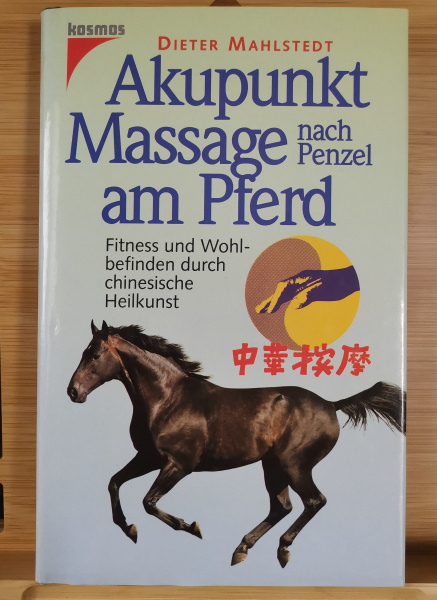 kosmos
DIETER MAHLSTEDT
Akupunkt
Massage nach Penzel
am Pferd
Fitness und Wohl-
befinden durch
chinesische
Heilkunst
中華按摩